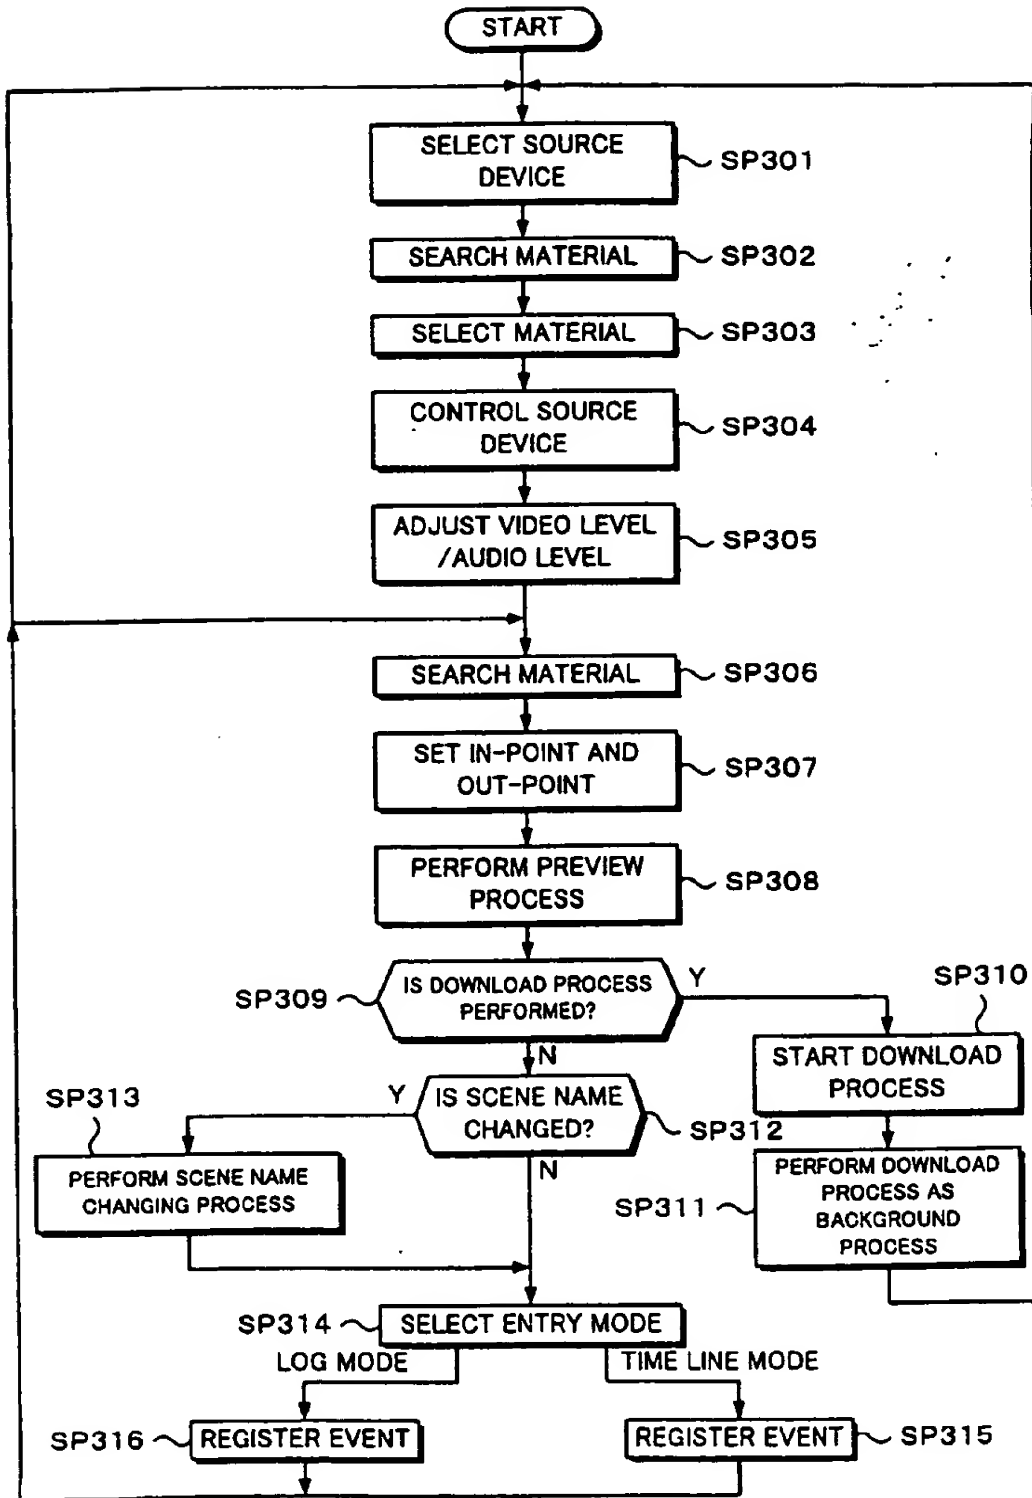 START
SELECT SOURCE
DEVICE
SP301
SEARCH MATERIAL
SP302
SELECT MATERIAL
SP303
CONTROL SOURCE
DEVICE
SP304
ADJUST VIDEO LEVEL
/AUDIO LEVEL
SP305
SEARCH MATERIAL
SP306
SET IN-POINT AND
OUT-POINT
SP307
PERFORM PREVIEW
PROCESS
SP308
SP309
IS DOWNLOAD PROCESS
PERFORMED?
Y
N
SP310
START DOWNLOAD
PROCESS
SP311
PERFORM DOWNLOAD
PROCESS AS
BACKGROUND
PROCESS
IS SCENE NAME
CHANGED?
SP312
Y
N
SP313
PERFORM SCENE NAME
CHANGING PROCESS
SP314
SELECT ENTRY MODE
LOG MODE
TIME LINE MODE
SP316
REGISTER EVENT
REGISTER EVENT
SP315